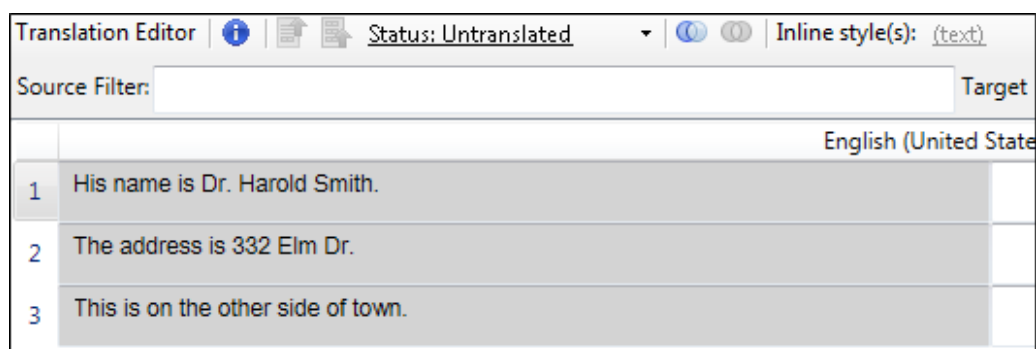 Translation Editor Status: Untranslated Inline style(s): (text)
Source Filter: Target
English (United State
1 His name is Dr. Harold Smith.
2 The address is 332 Elm Dr.
3 This is on the other side of town.